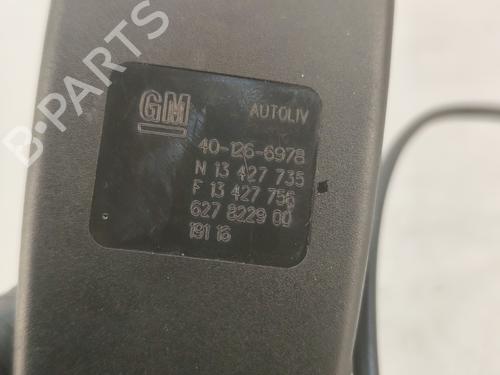 B-PARTS
GM AUTOLIV
40-126-6978
N 13 427 735
F 13 427 756
627 8229 00
191 16